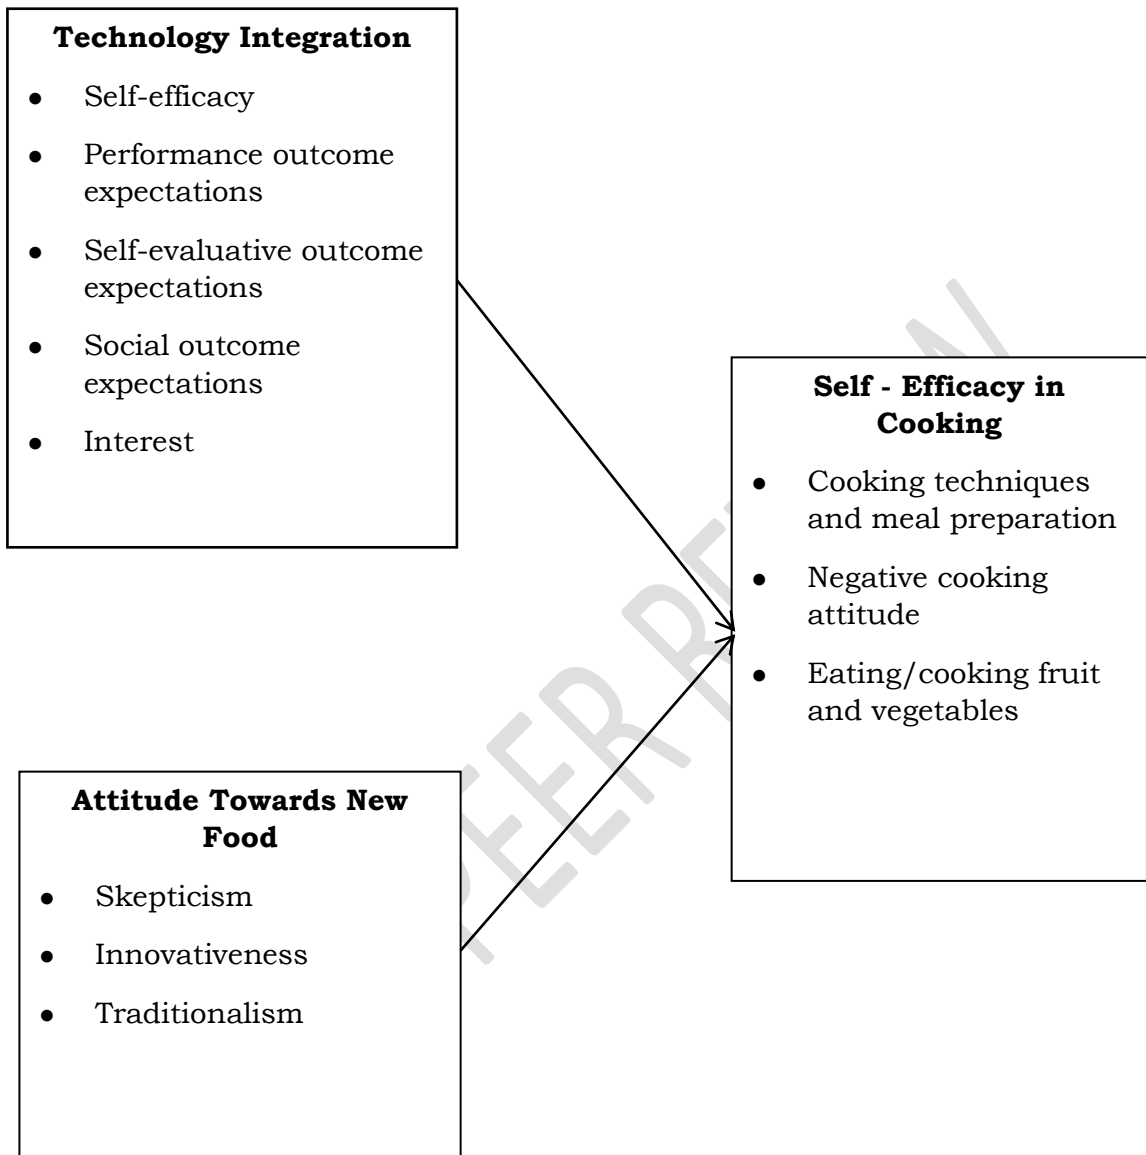 Technology Integration
● Self-efficacy
● Performance outcome
expectations
● Self-evaluative outcome
expectations
● Social outcome
expectations
● Interest
Self - Efficacy in
Cooking
● Cooking techniques
and meal preparation
● Negative cooking
attitude
● Eating/cooking fruit
and vegetables
Attitude Towards New
Food
● Skepticism
● Innovativeness
● Traditionalism
PEER